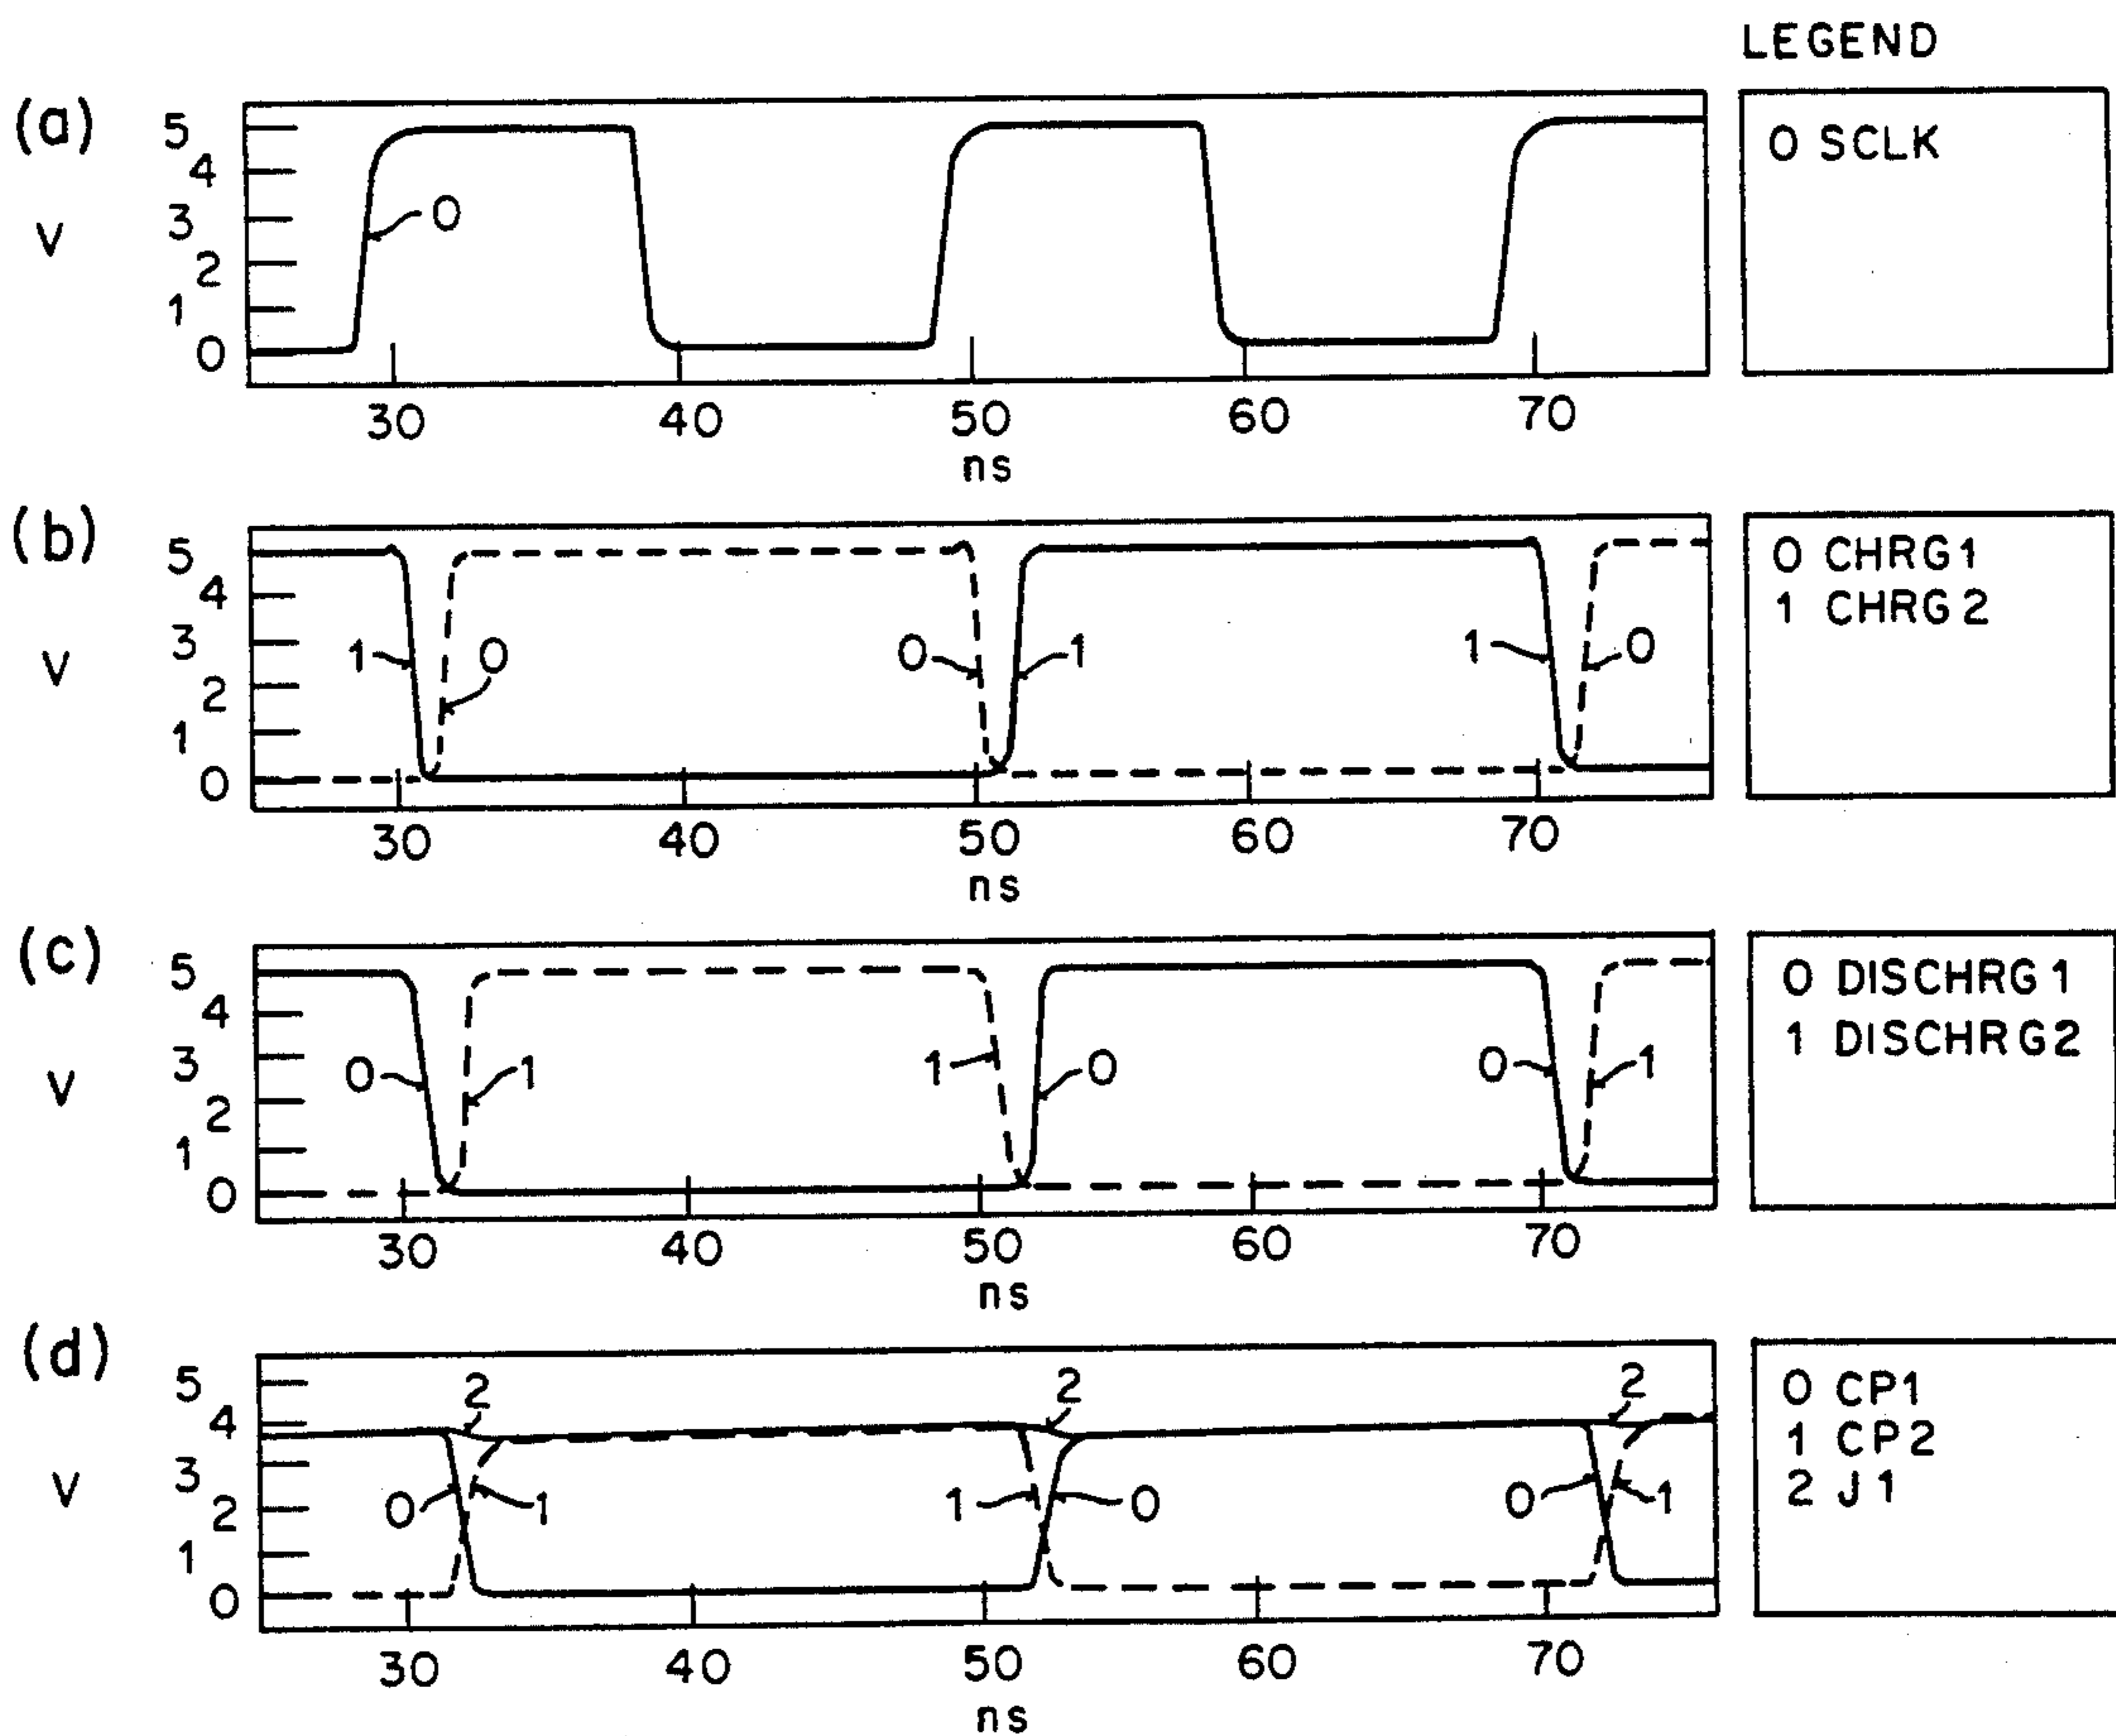 LEGEND
(a)
V
5
4
3
2
1
0
0
0 SCLK
30 40 50 60 70
ns
(b)
V
5
4
3
2
1
0
1 0 0 1 1 0
0 CHRG1
1 CHRG2
30 40 50 60 70
ns
(c)
V
5
4
3
2
1
0
0 1 1 0 0 1
0 DISCHRG1
1 DISCHRG2
30 40 50 60 70
ns
(d)
V
5
4
3
2
1
0
2 2 2
0 1 1 0 0 1
0 CP1
1 CP2
2 J1
30 40 50 60 70
ns